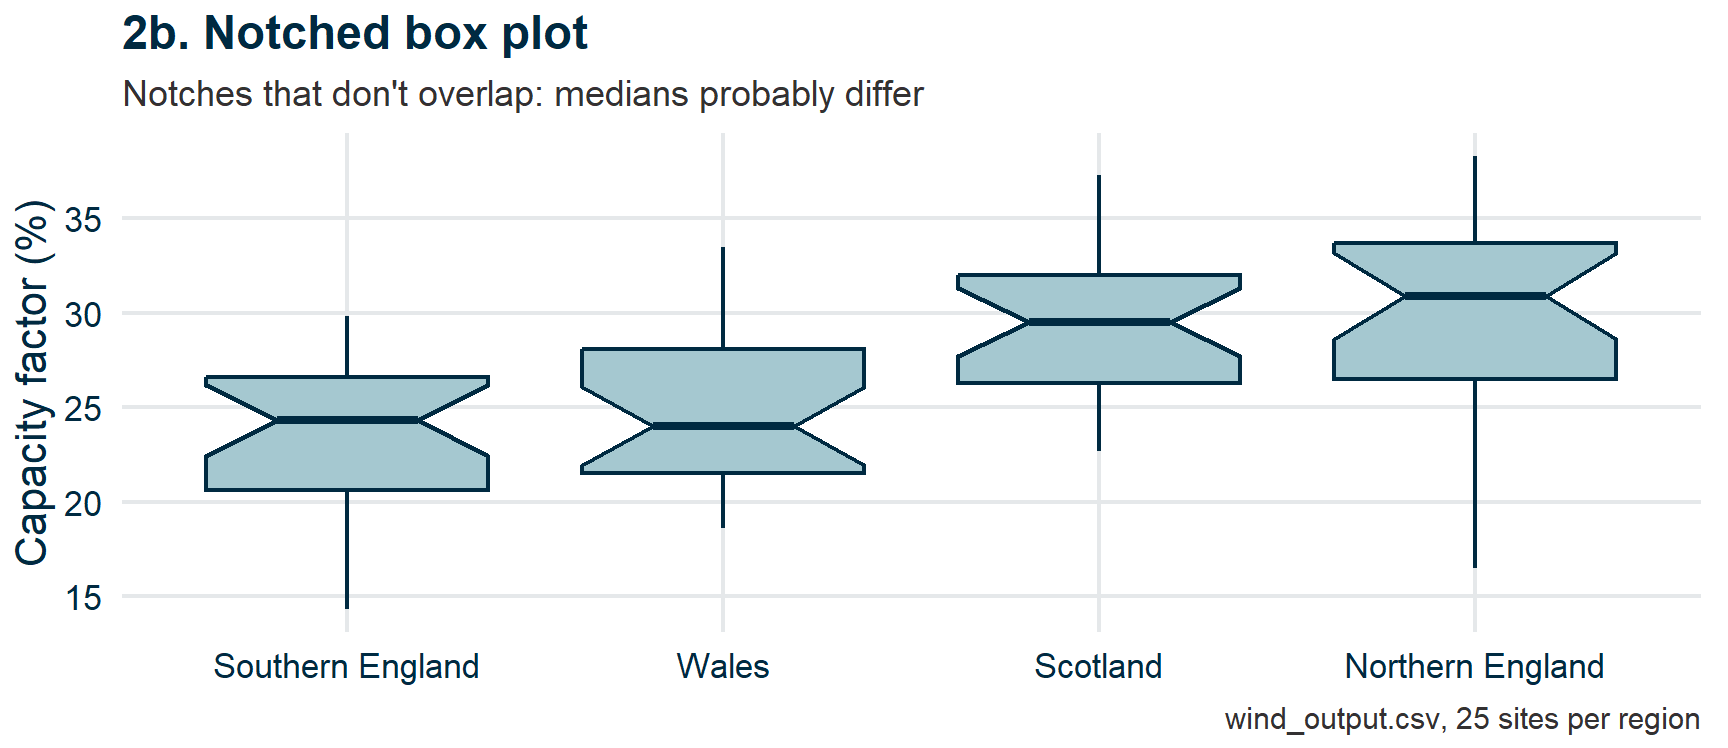 2b. Notched box plot
Notches that don't overlap: medians probably differ
Capacity factor (%)
35
30
25
20
15
Southern England
Wales
Scotland
Northern England
wind_output.csv, 25 sites per region